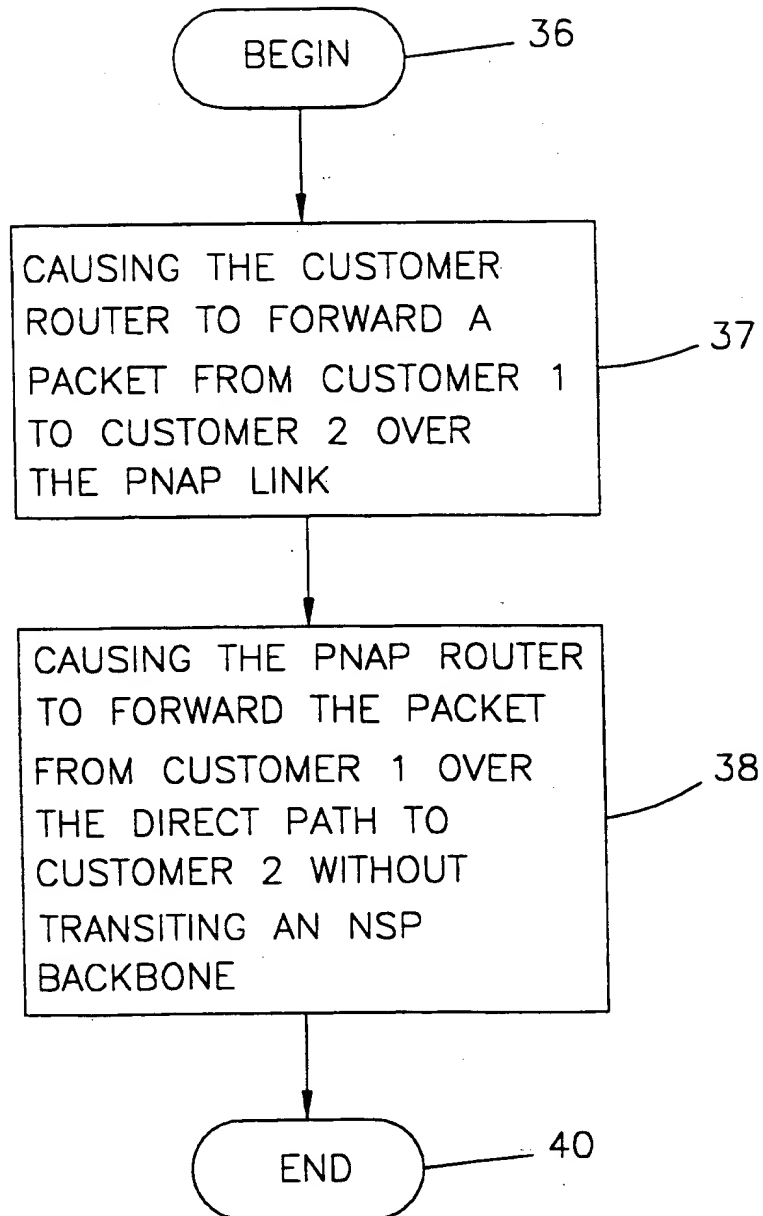 BEGIN
36
CAUSING THE CUSTOMER
ROUTER TO FORWARD A
PACKET FROM CUSTOMER 1
TO CUSTOMER 2 OVER
THE PNAP LINK
37
CAUSING THE PNAP ROUTER
TO FORWARD THE PACKET
FROM CUSTOMER 1 OVER
THE DIRECT PATH TO
CUSTOMER 2 WITHOUT
TRANSITING AN NSP
BACKBONE
38
END
40